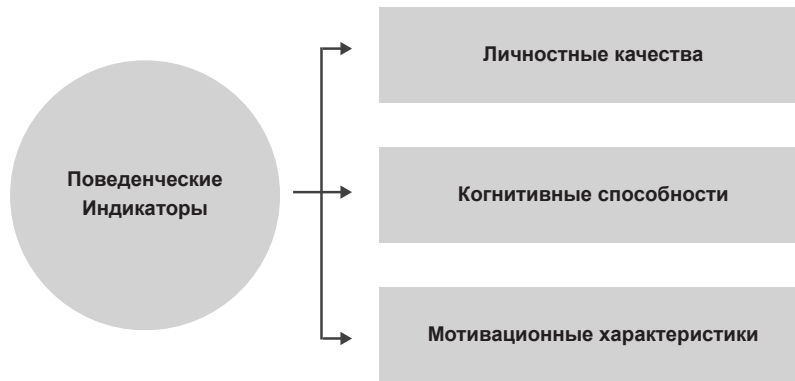 Личностные качества
Поведенческие
Индикаторы
Когнитивные способности
Мотивационные характеристики